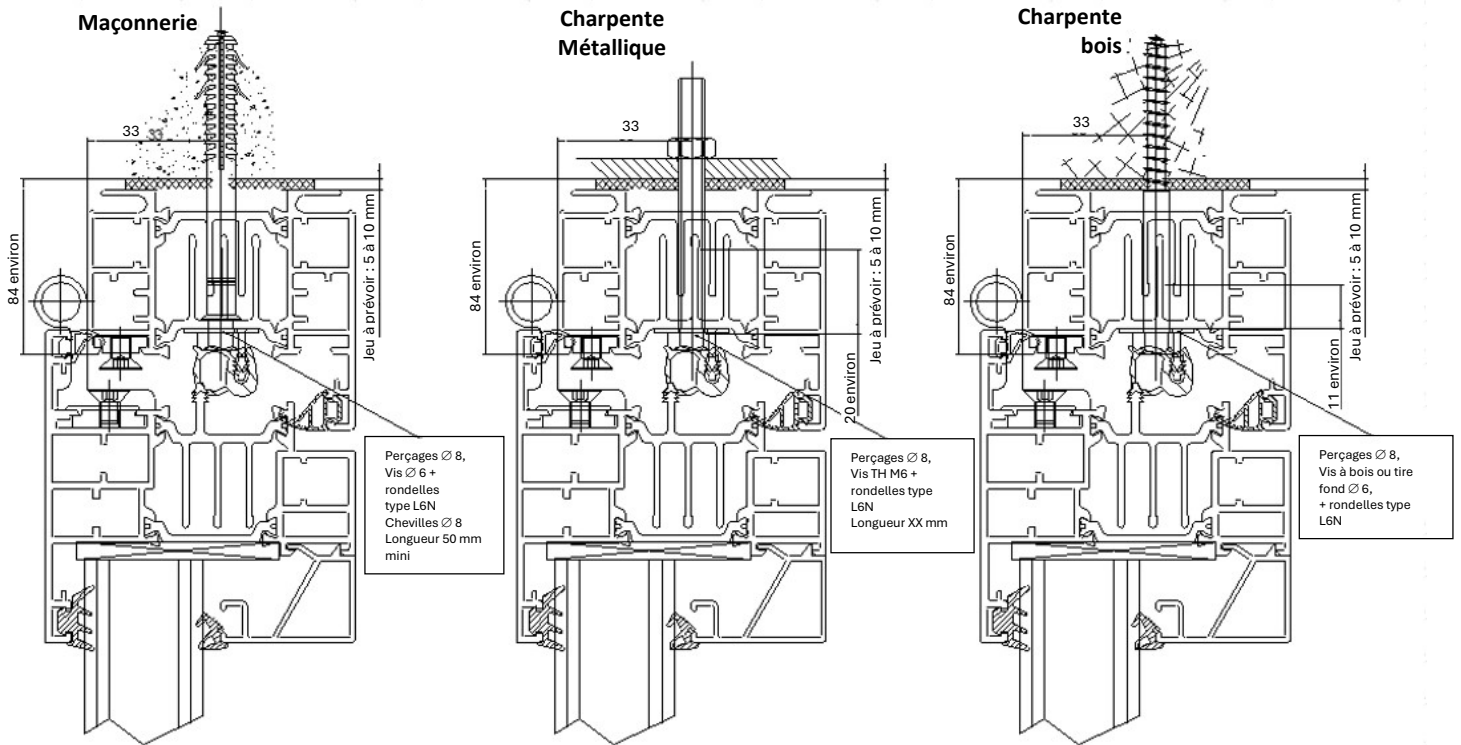 Maçonnerie
33
33
84 environ
Jeu à prévoir : 5 à 10 mm
Perçages ∅ 8,
Vis ∅ 6 +
rondelles
type L6N
Chevilles ∅ 8
Longueur 50 mm
mini
Charpente
Métallique
33
84 environ
Jeu à prévoir : 5 à 10 mm
20 environ
Perçages ∅ 8,
Vis TH M6 +
rondelles type
L6N
Longueur XX mm
Charpente
bois
33
84 environ
Jeu à prévoir : 5 à 10 mm
11 environ
Perçages ∅ 8,
Vis à bois ou tire
fond ∅ 6,
+ rondelles type
L6N